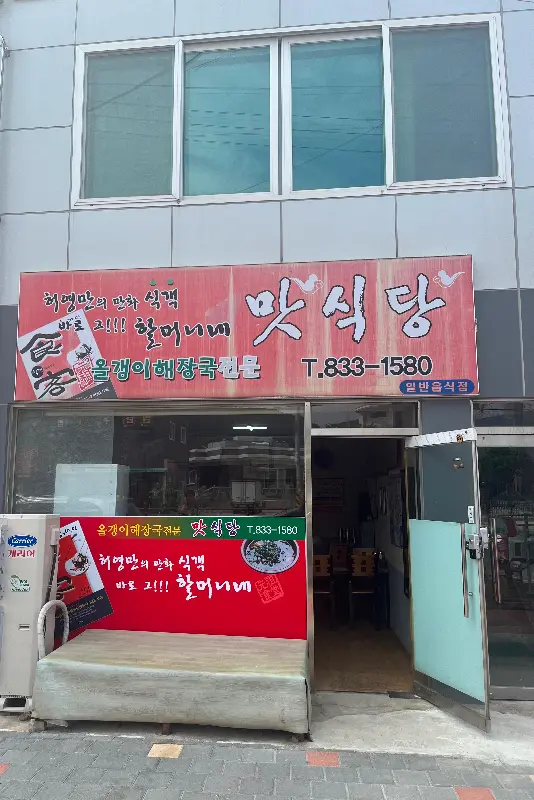 허영만의 만화 식객
바로 그!!! 할머니네
맛식당
식객
올갱이해장국전문
T.833-1580
일반음식점
올갱이해장국전문 맛식당 T.833-1580
허영만의 만화 식객
바로 그!!! 할머니네
Carrier
캐리어